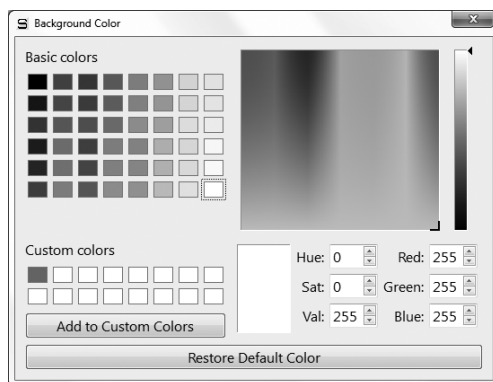 S Background Color
x
Basic colors
Custom colors
Hue: 0 Red: 255
Sat: 0 Green: 255
Val: 255 Blue: 255
Add to Custom Colors
Restore Default Color